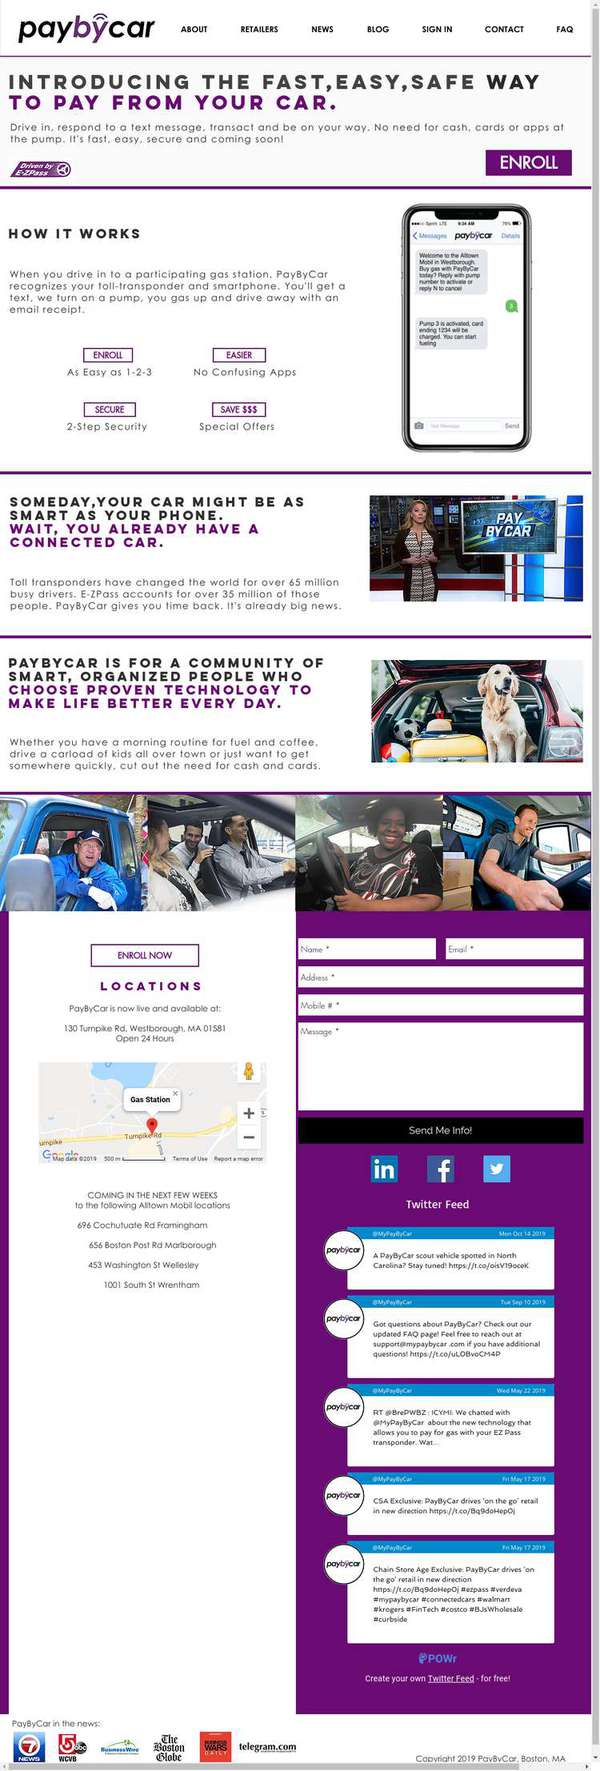 paybycar
ABOUT RETAILERS NEWS BLOG SIGN IN CONTACT FAQ
INTRODUCING THE FAST,EASY,SAFE WAY
TO PAY FROM YOUR CAR.
Drive in, respond to a text message, transact and be on your way. No need for cash, cards or apps at
the pump. It's fast, easy, secure and coming soon!
Driven by
E-ZPass
ENROLL
HOW IT WORKS
When you drive in to a participating gas station, PayByCar
recognizes your toll-transponder and smartphone. You'll get a
text, we turn on a pump, you gas up and drive away with an
email receipt.
ENROLL
As Easy as 1-2-3
EASIER
No Confusing Apps
SECURE
2-Step Security
SAVE $$$
Special Offers
Sprint LTE 9:24 AM 75%
Messages paybycar Details
Welcome to the Alltown
Mobil in Westborough.
Buy gas with PayByCar
today? Reply with pump
number to activate or
reply N to cancel
3
Pump 3 is activated, card
ending 1234 will be
charged. You can start
fueling
Text Message Send
SOMEDAY,YOUR CAR MIGHT BE AS
SMART AS YOUR PHONE.
WAIT, YOU ALREADY HAVE A
CONNECTED CAR.
Toll transponders have changed the world for over 65 million
busy drivers. E-ZPass accounts for over 35 million of those
people. PayByCar gives you time back. It's already big news.
PAY
BY CAR
PAYBYCAR IS FOR A COMMUNITY OF
SMART, ORGANIZED PEOPLE WHO
CHOOSE PROVEN TECHNOLOGY TO
MAKE LIFE BETTER EVERY DAY.
Whether you have a morning routine for fuel and coffee,
drive a carload of kids all over town or just want to get
somewhere quickly, cut out the need for cash and cards.
ENROLL NOW
LOCATIONS
PayByCar is now live and available at:
130 Turnpike Rd, Westborough, MA 01581
Open 24 Hours
Gas Station
Turnpike Rd
umpike
Lyma
Google
Map data ©2019 500 m Terms of Use Report a map error
COMING IN THE NEXT FEW WEEKS
to the following Alltown Mobil locations
696 Cochutuate Rd Framingham
656 Boston Post Rd Marlborough
453 Washington St Wellesley
1001 South St Wrentham
Name * Email *
Address *
Mobile # *
Message *
Send Me Info!
in f
Twitter Feed
paybycar
@MyPayByCar Mon Oct 14 2019
A PayByCar scout vehicle spotted in North
Carolina? Stay tuned! https://t.co/oisV19oceK
paybycar
@MyPayByCar Tue Sep 10 2019
Got questions about PayByCar? Check out our
updated FAQ page! Feel free to reach out at
support@mypaybycar .com if you have additional
questions! https://t.co/uLOBvoCM4P
paybycar
@MyPayByCar Wed May 22 2019
RT @BrePWBZ : ICYMI: We chatted with
@MyPayByCar about the new technology that
allows you to pay for gas with your EZ Pass
transponder. Wat...
paybycar
@MyPayByCar Fri May 17 2019
CSA Exclusive: PayByCar drives 'on the go' retail
in new direction https://t.co/Bq9doHepOj
paybycar
@MyPayByCar Fri May 17 2019
Chain Store Age Exclusive: PayByCar drives 'on
the go' retail in new direction
https://t.co/Bq9doHepOj #ezpass #verdeva
#mypaybycar #connectedcars #walmart
#krogers #FinTech #costco #BJsWholesale
#curbside
POWr
Create your own Twitter Feed - for free!
PayByCar in the news:
7
NEWS
5 abc
WCVB
BusinessWire
The
Boston
Globe
BUSINESS
WARS
DAILY
telegram.com
Copyright 2019 PayByCar, Boston, MA